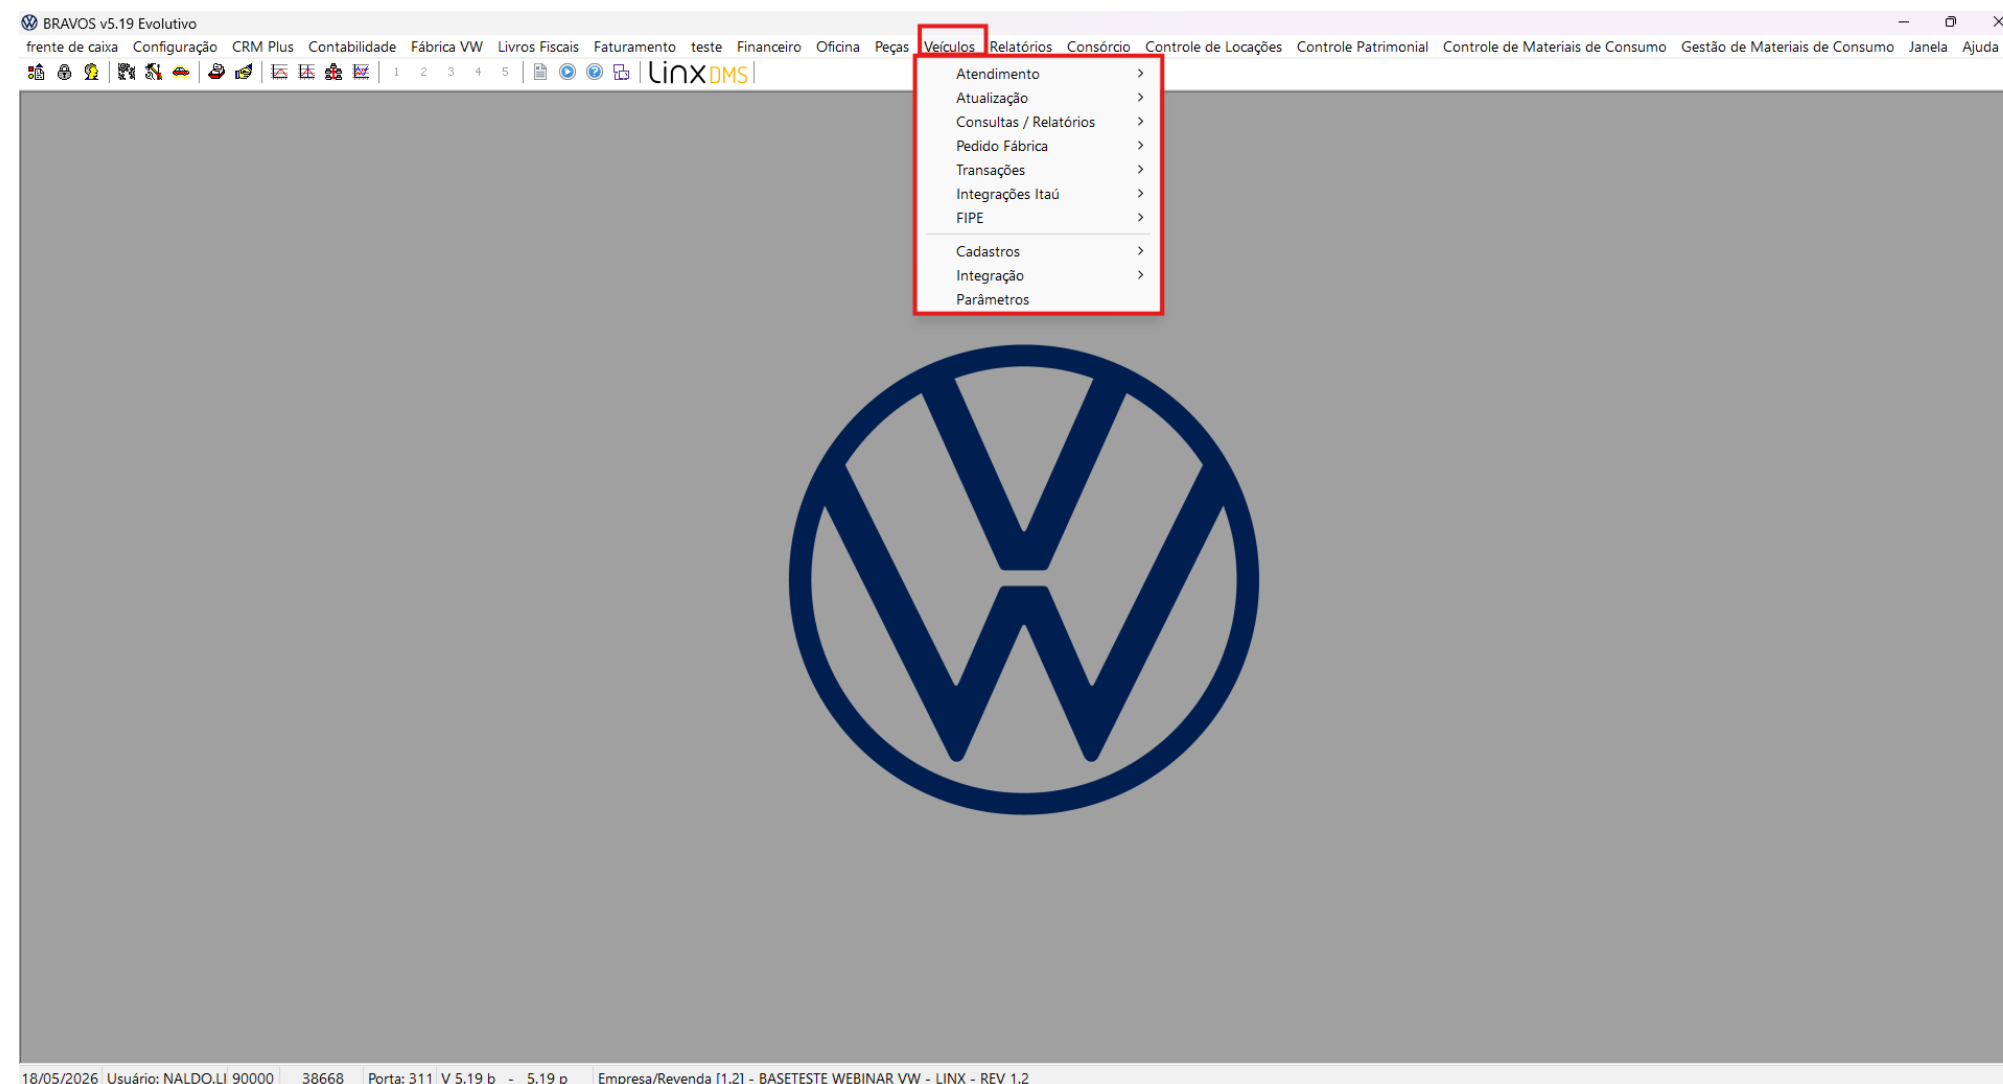 BRAVOS v5.19 Evolutivo
frente de caixa Configuração CRM Plus Contabilidade Fábrica VW Livros Fiscais Faturamento teste Financeiro Oficina Peças Veículos Relatórios Consórcio Controle de Locações Controle Patrimonial Controle de Materiais de Consumo Gestão de Materiais de Consumo Janela Ajuda
1 2 3 4 5 Linx DMS
Atendimento
Atualização
Consultas / Relatórios
Pedido Fábrica
Transações
Integrações Itaú
FIPE
Cadastros
Integração
Parâmetros
18/05/2026 Usuário: NALDO.LI 90000 38668 Porta: 311 V 5.19 b - 5.19 p Empresa/Revenda [1.2] - BASETESTE WEBINAR VW - LINX - REV 1.2